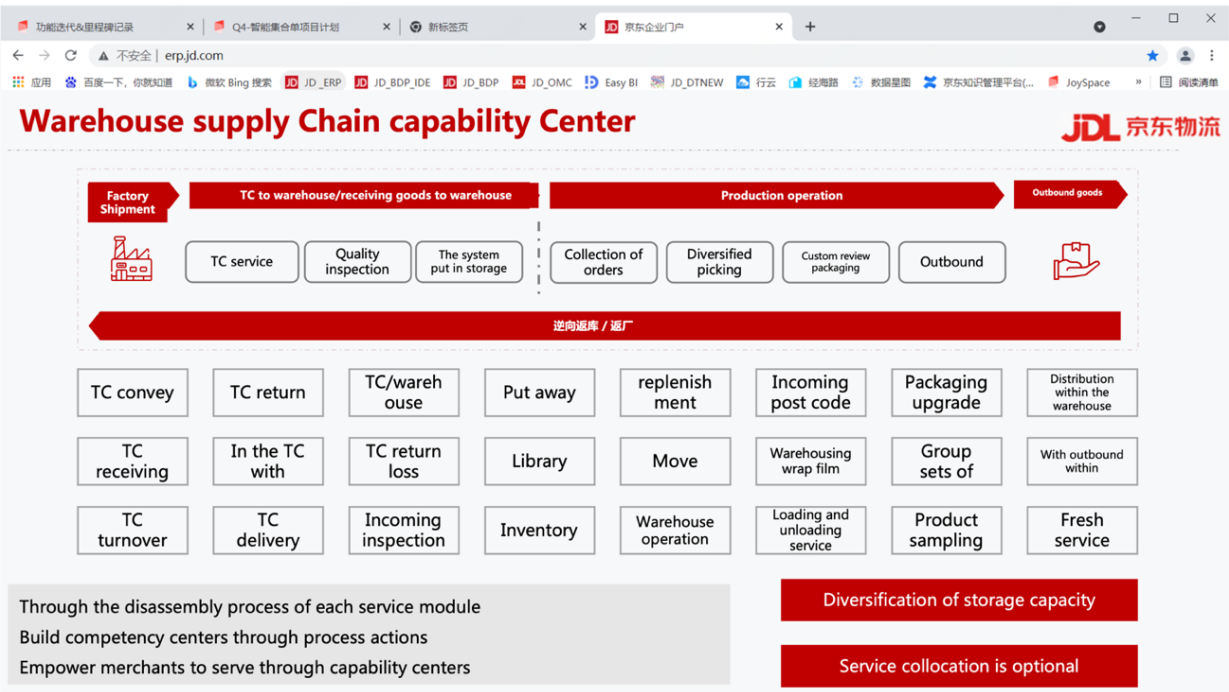 功能迭代&里程碑记录
Q4-智能集合单项目计划
新标签页
京东企业门户
不安全 | erp.jd.com
应用 百度一下，你就知道 微软 Bing 搜索 JD_ERP JD_BDP_IDE JD_BDP JD_OMC Easy BI JD_DTNEW 行云 经海路 数据星图 京东知识管理平台(... JoySpace » 阅读清单
Warehouse supply Chain capability Center
JDL 京东物流
Factory
Shipment
TC to warehouse/receiving goods to warehouse
Production operation
Outbound goods
TC service
Quality
inspection
The system
put in storage
Collection of
orders
Diversified
picking
Custom review
packaging
Outbound
逆向返库 / 返厂
TC convey
TC return
TC/wareh
ouse
Put away
replenish
ment
Incoming
post code
Packaging
upgrade
Distribution
within the
warehouse
TC
receiving
In the TC
with
TC return
loss
Library
Move
Warehousing
wrap film
Group
sets of
With outbound
within
TC
turnover
TC
delivery
Incoming
inspection
Inventory
Warehouse
operation
Loading and
unloading
service
Product
sampling
Fresh
service
Through the disassembly process of each service module
Build competency centers through process actions
Empower merchants to serve through capability centers
Diversification of storage capacity
Service collocation is optional